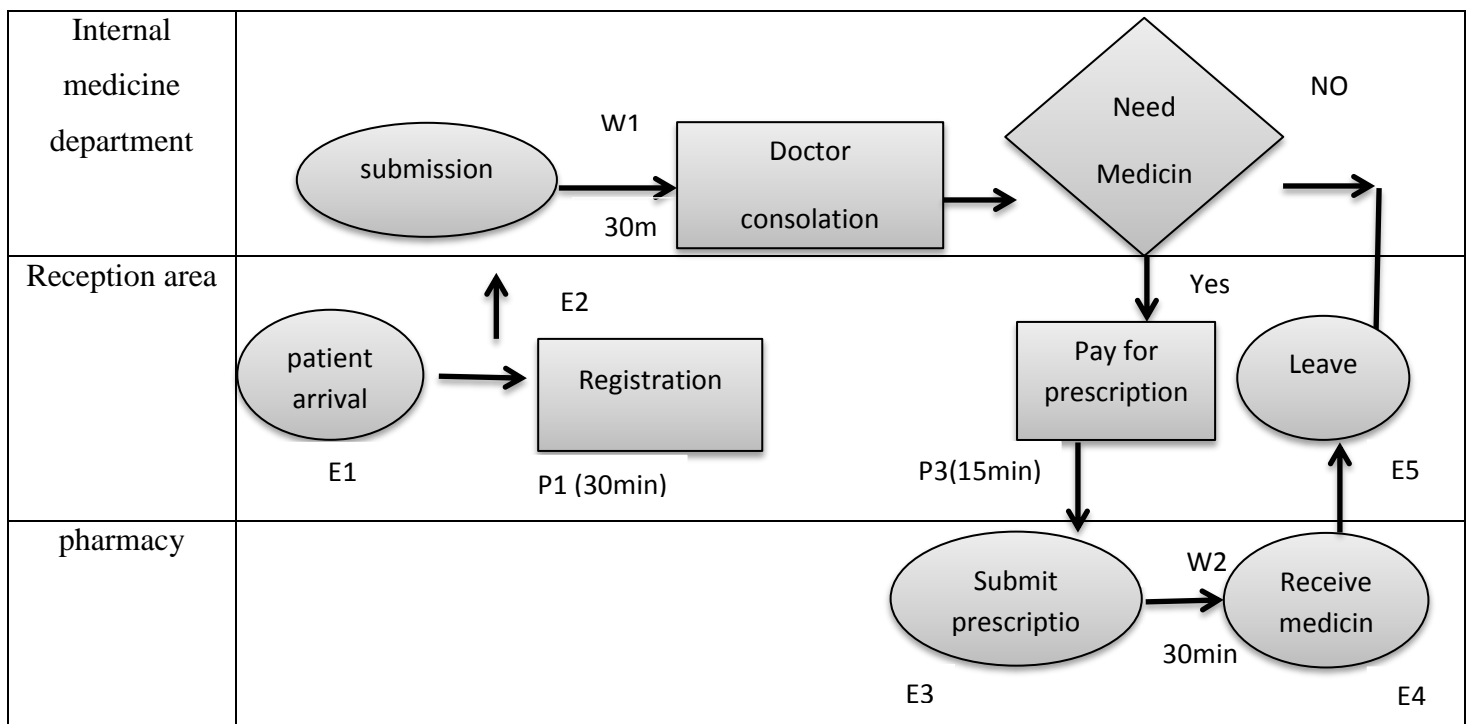 Internal
medicine
department
submission
W1
30m
Doctor
consolation
Need
Medicin
NO
Reception area
patient
arrival
E1
E2
Registration
P1 (30min)
Yes
Pay for
prescription
P3(15min)
Leave
E5
pharmacy
Submit
prescriptio
E3
W2
30min
Receive
medicin
E4